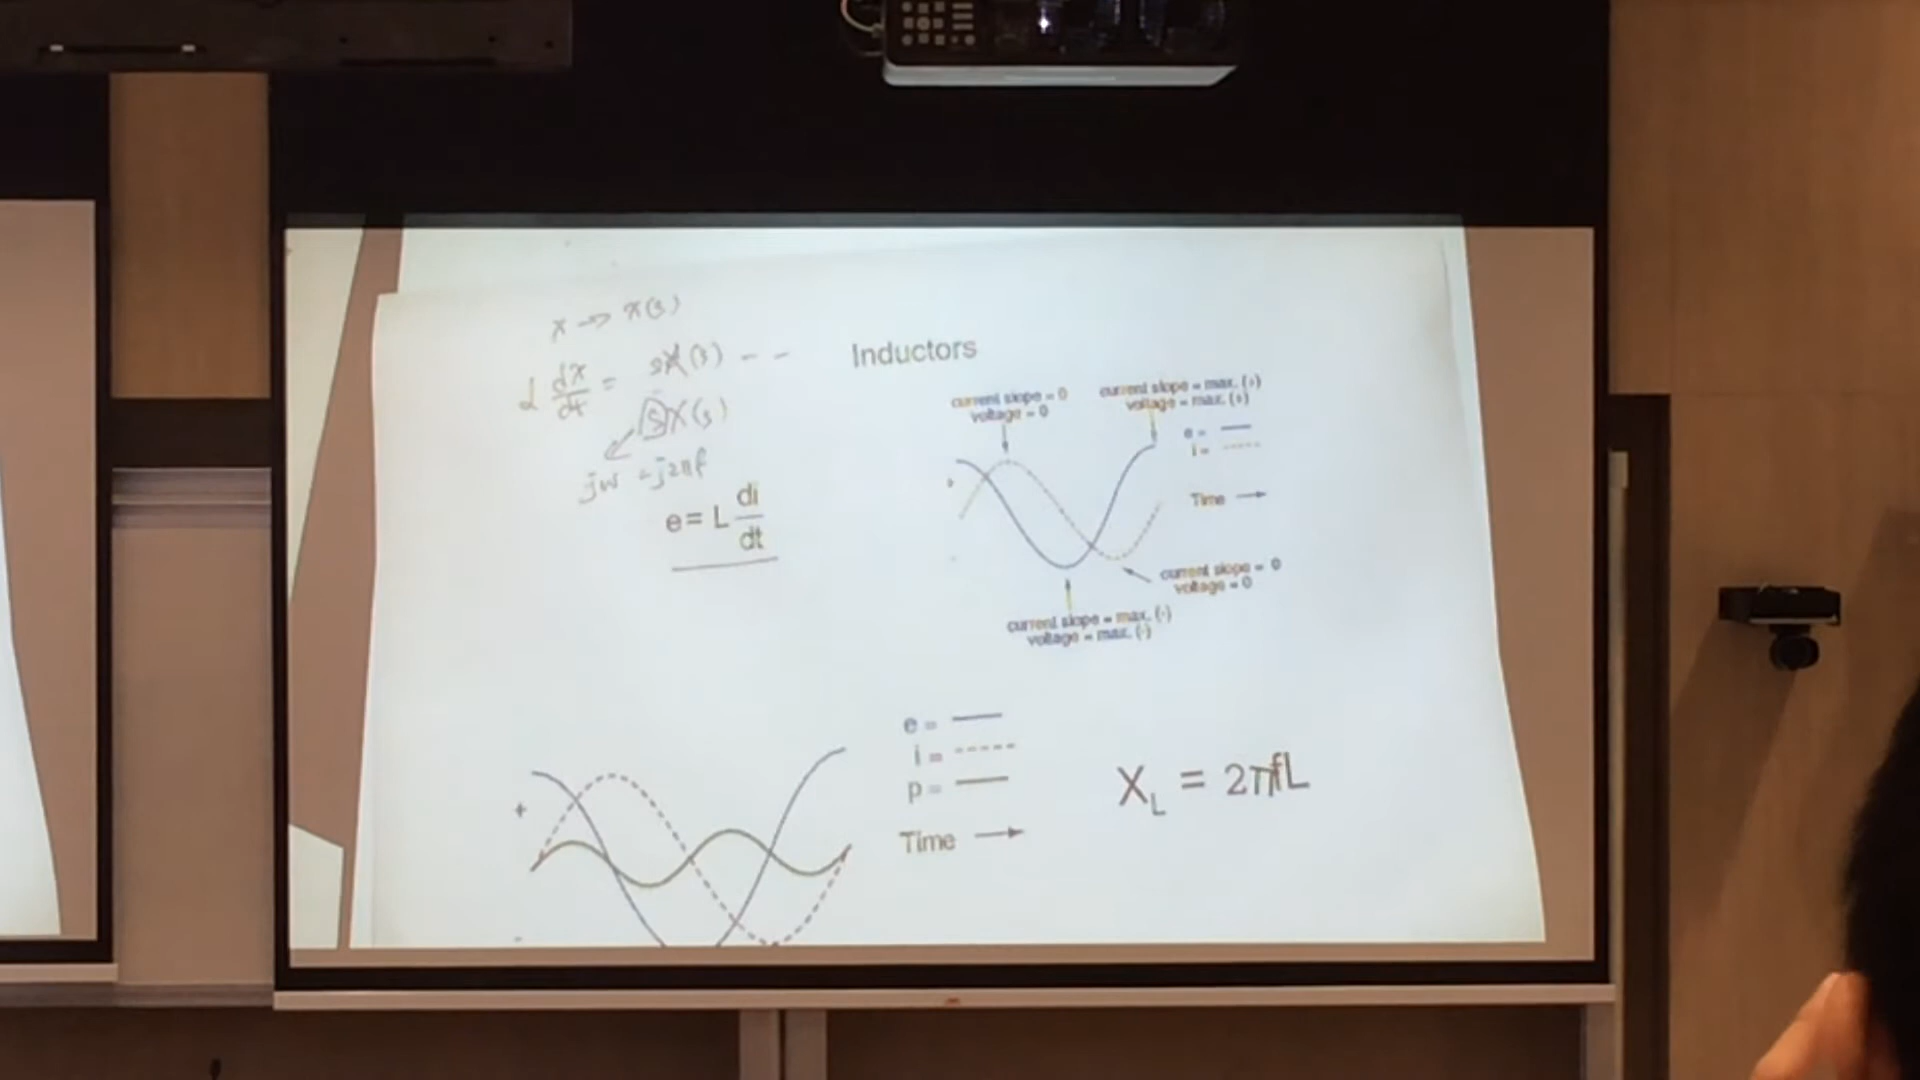 x → x(s)
L dx/dt = sX(s) - -
sX(s)
jw = j2πf
e = L di/dt
Inductors
current slope = 0
voltage = 0
current slope = max. (+)
voltage = max. (+)
e =
i =
Time →
current slope = 0
voltage = 0
current slope = max. (-)
voltage = max. (-)
+
-
e =
i =
p =
Time →
X_L = 2πfL